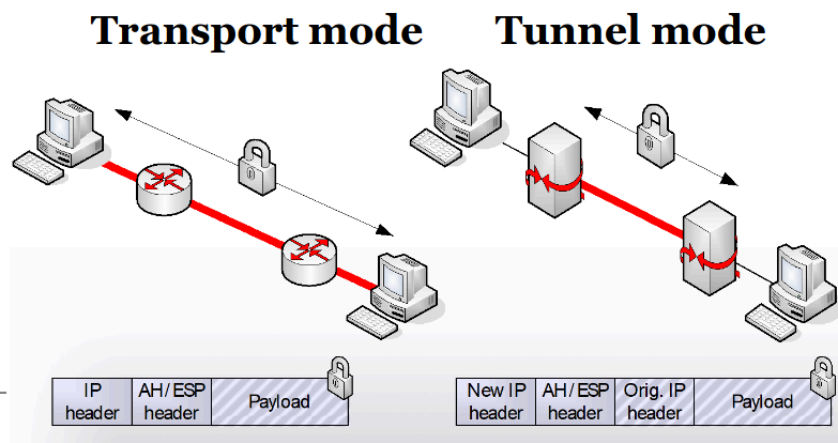 Transport mode
Tunnel mode
IP
header
AH/ESP
header
Payload
New IP
header
AH/ESP
header
Orig. IP
header
Payload